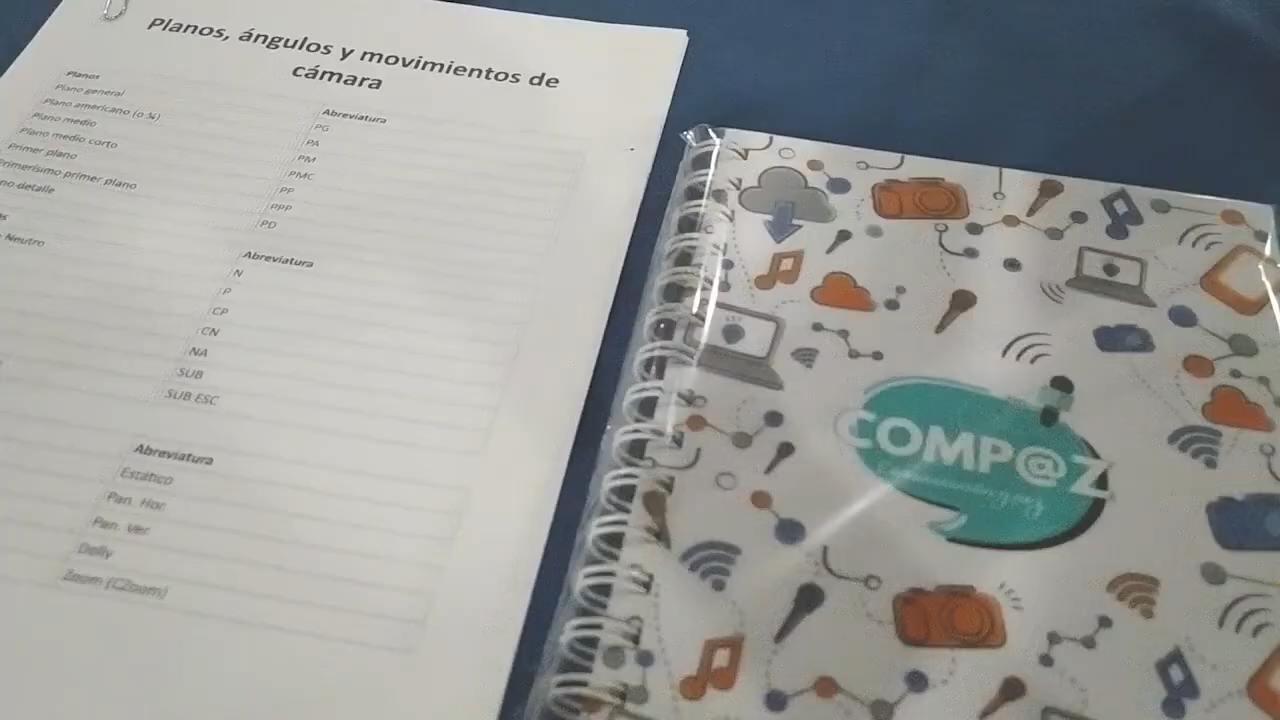 Planos, ángulos y movimientos de
cámara
Planos
Abreviatura
Plano general
PG
Plano americano (o ¾)
PA
Plano medio
PM
Plano medio corto
PMC
Primer plano
PP
Primerísimo primer plano
PPP
no detalle
PD
Abreviatura
Neutro
N
P
CP
CN
NA
SUB
SUB ESC
Abreviatura
Estático
Pan. Hor
Pan. Ver
Dolly
Zoom (CZoom)
COMP@Z